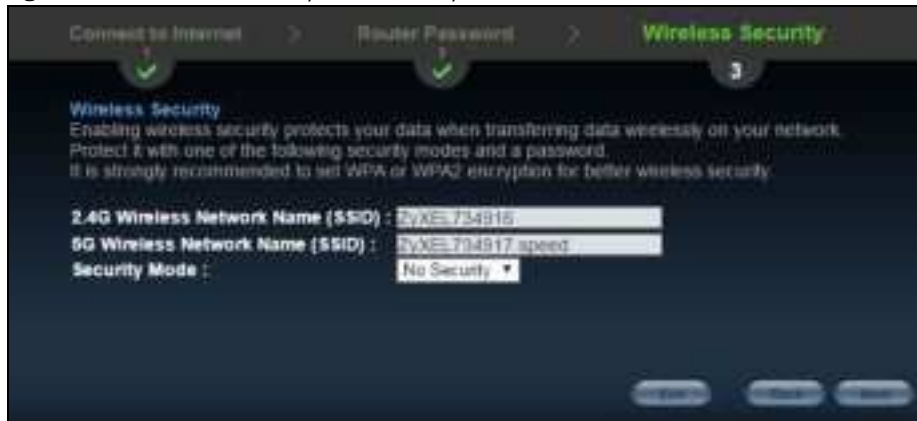 Connect to Internet > Router Password > Wireless Security
3
Wireless Security
Enabling wireless security protects your data when transferring data wirelessly on your network.
Protect it with one of the following security modes and a password.
It is strongly recommended to set WPA or WPA2 encryption for better wireless security.
2.4G Wireless Network Name (SSID) : ZyXEL734916
5G Wireless Network Name (SSID) : ZyXEL734917.speed
Security Mode : No Security